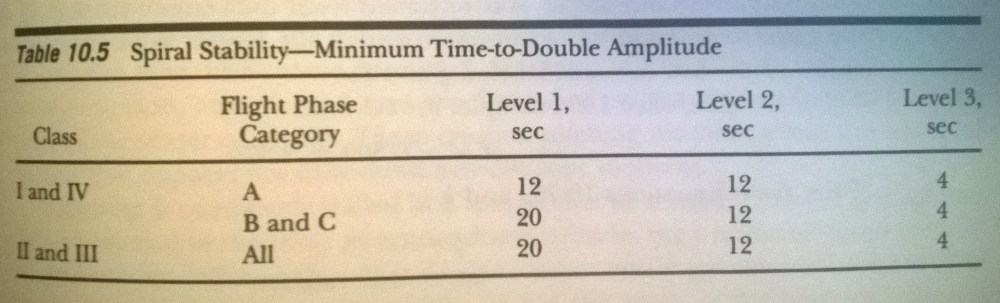 Table 10.5 Spiral Stability—Minimum Time-to-Double Amplitude
Flight Phase Level 1, Level 2, Level 3,
Class Category sec sec sec
I and IV A 12 12 4
B and C 20 12 4
II and III All 20 12 4